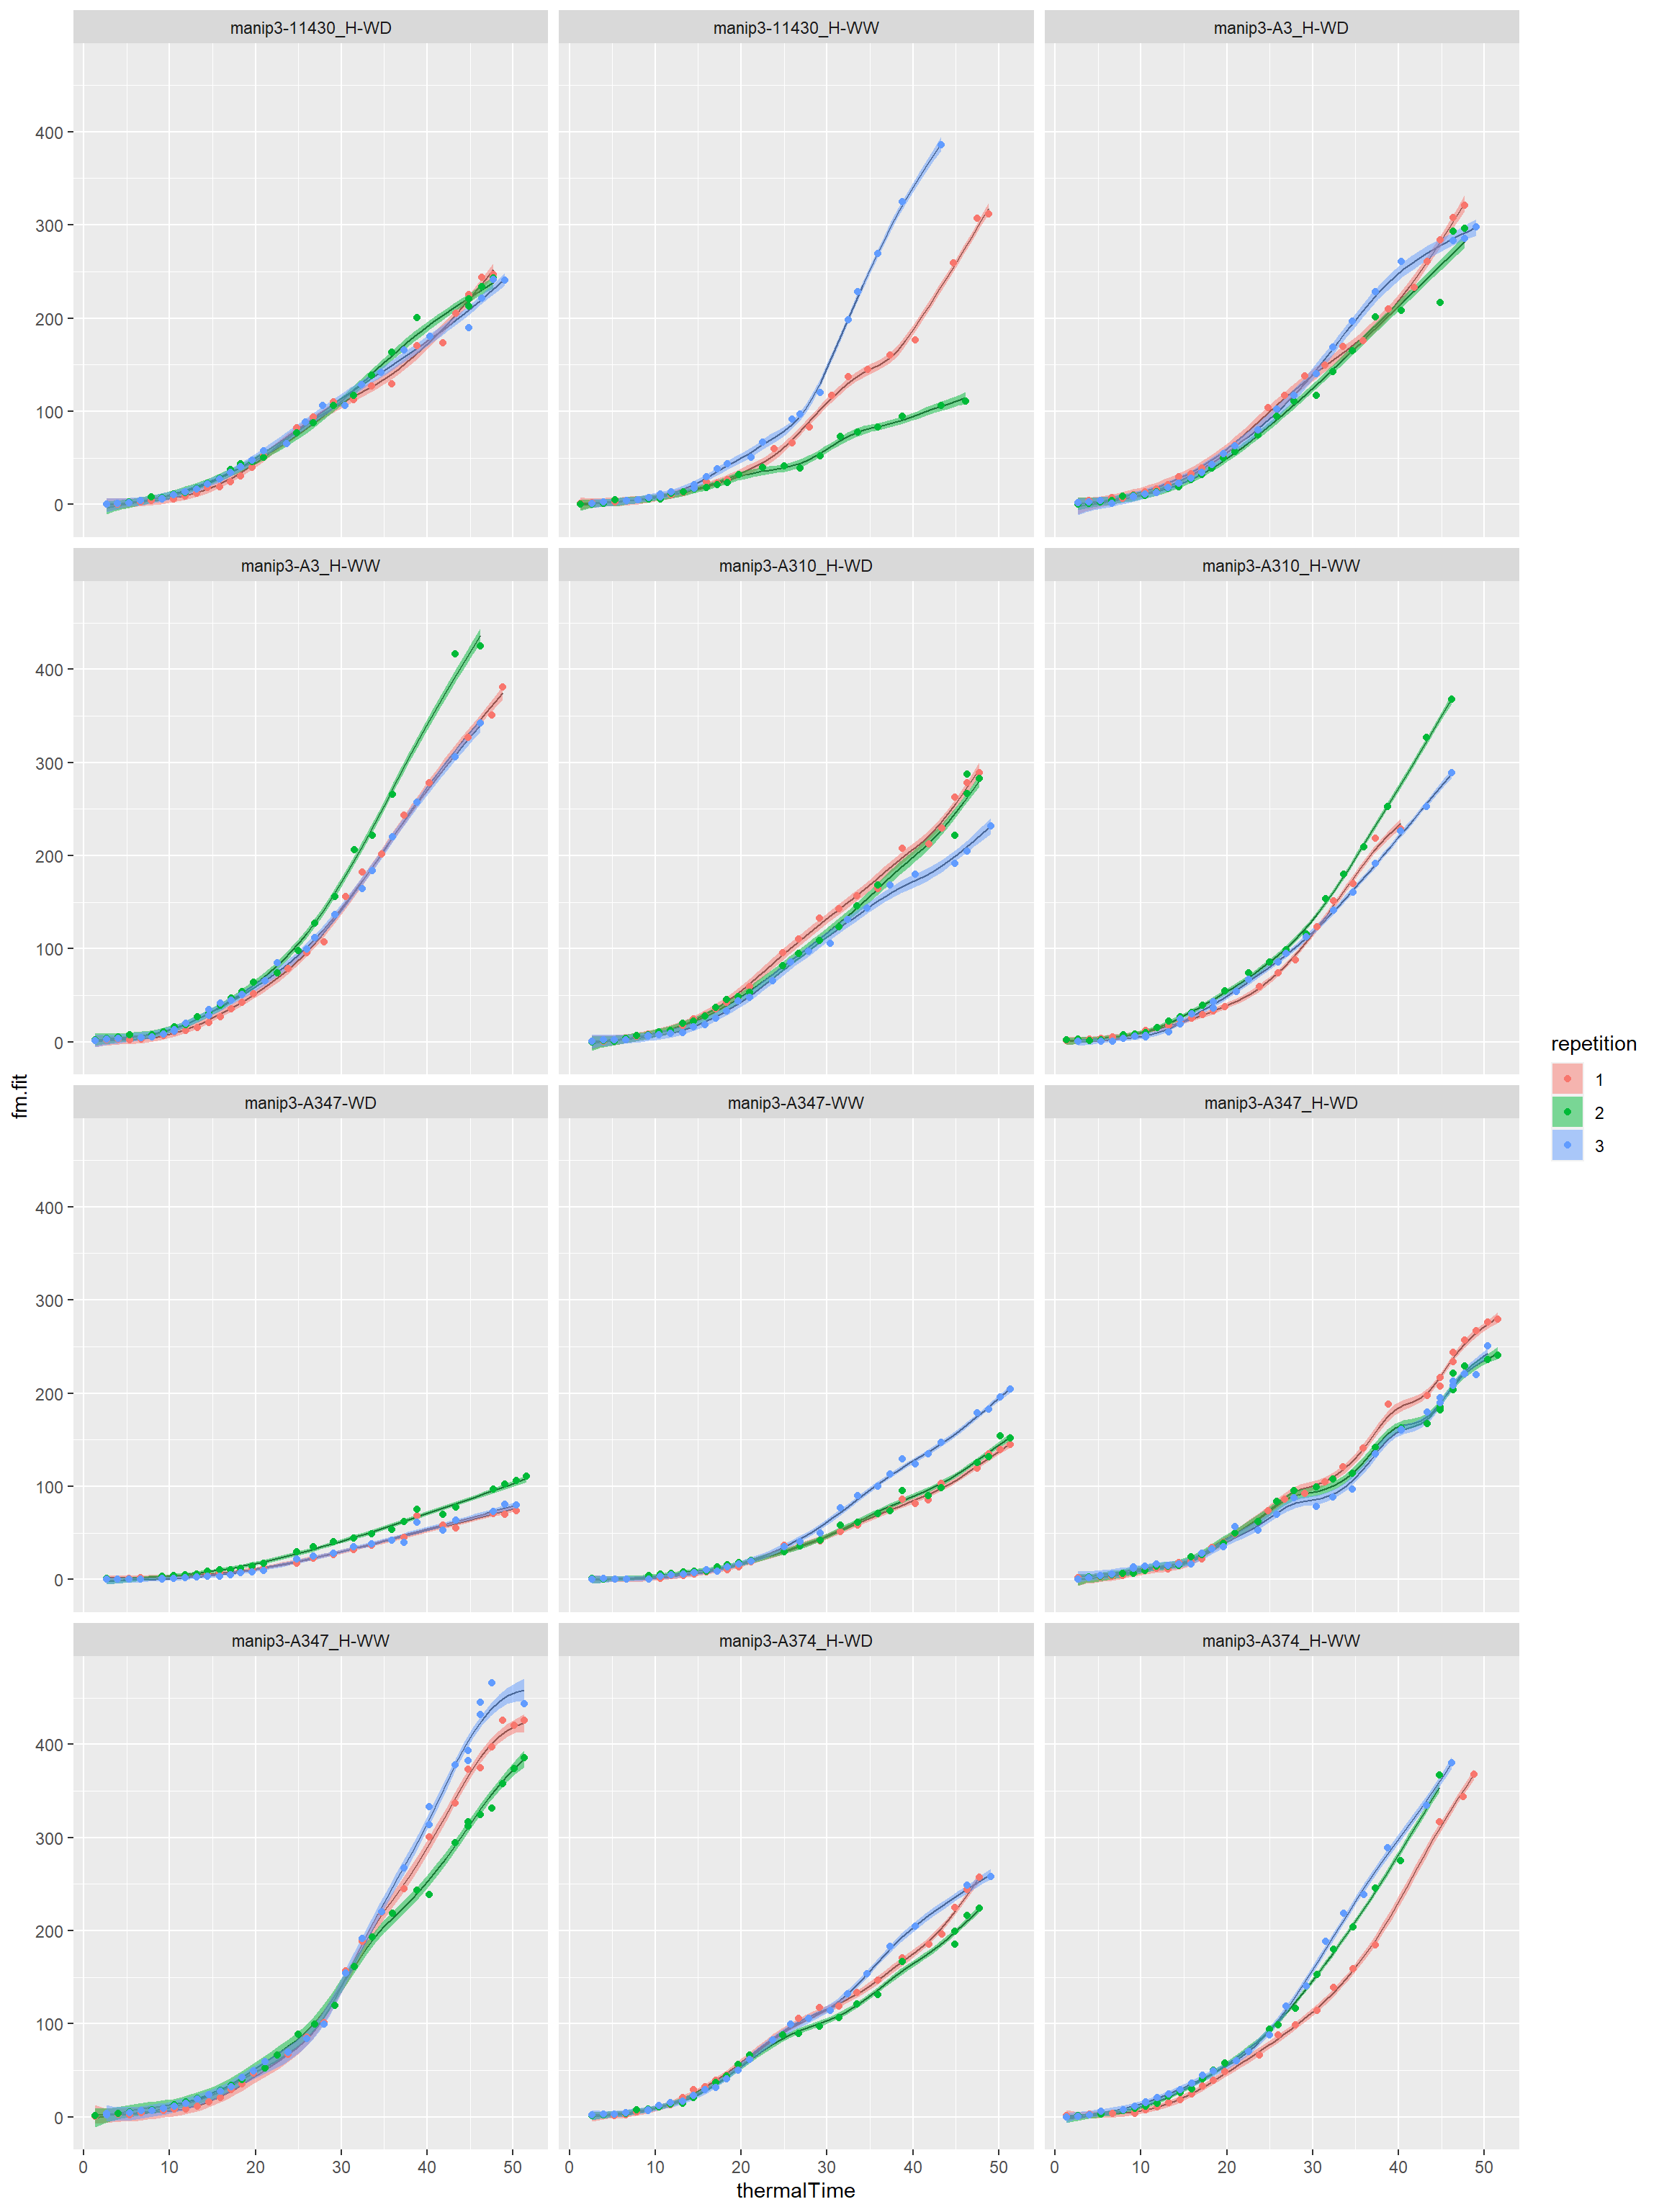 manip3-11430_H-WD
manip3-11430_H-WW
manip3-A3_H-WD
400
300
200
100
0
manip3-A3_H-WW
manip3-A310_H-WD
manip3-A310_H-WW
400
300
200
100
0
fm.fit
manip3-A347-WD
manip3-A347-WW
manip3-A347_H-WD
400
300
200
100
0
repetition
1
2
3
manip3-A347_H-WW
manip3-A374_H-WD
manip3-A374_H-WW
400
300
200
100
0
0 10 20 30 40 50
0 10 20 30 40 50
0 10 20 30 40 50
thermalTime